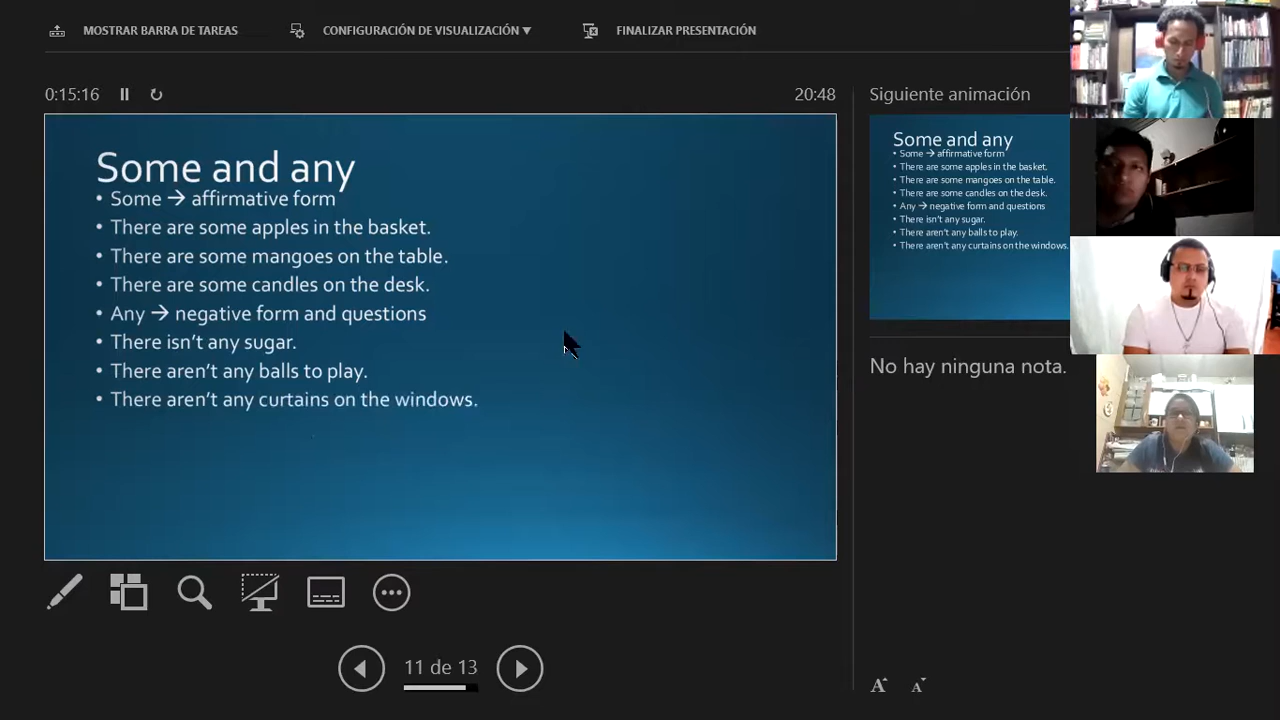 MOSTRAR BARRA DE TAREAS
CONFIGURACIÓN DE VISUALIZACIÓN ▼
FINALIZAR PRESENTACIÓN
0:15:16
20:48
Some and any
• Some → affirmative form
• There are some apples in the basket.
• There are some mangoes on the table.
• There are some candles on the desk.
• Any → negative form and questions
• There isn’t any sugar.
• There aren’t any balls to play.
• There aren’t any curtains on the windows.
11 de 13
Siguiente animación
Some and any
• Some → affirmative form
• There are some apples in the basket.
• There are some mangoes on the table.
• There are some candles on the desk.
• Any → negative form and questions
• There isn’t any sugar.
• There aren’t any balls to play.
• There aren’t any curtains on the windows.
No hay ninguna nota.
A A